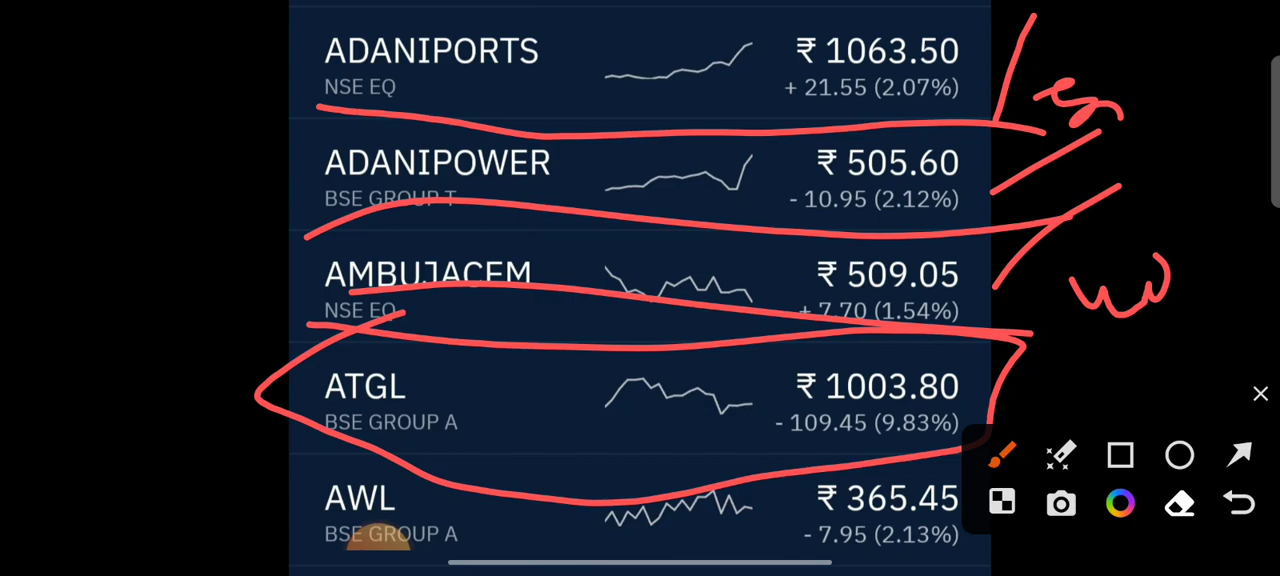 ADANIPORTS ₹ 1063.50
NSE EQ + 21.55 (2.07%)
ADANIPOWER ₹ 505.60
BSE GROUP T - 10.95 (2.12%)
AMBUJACEM ₹ 509.05
NSE EQ + 7.70 (1.54%)
ATGL ₹ 1003.80
BSE GROUP A - 109.45 (9.83%)
AWL ₹ 365.45
BSE GROUP A - 7.95 (2.13%)